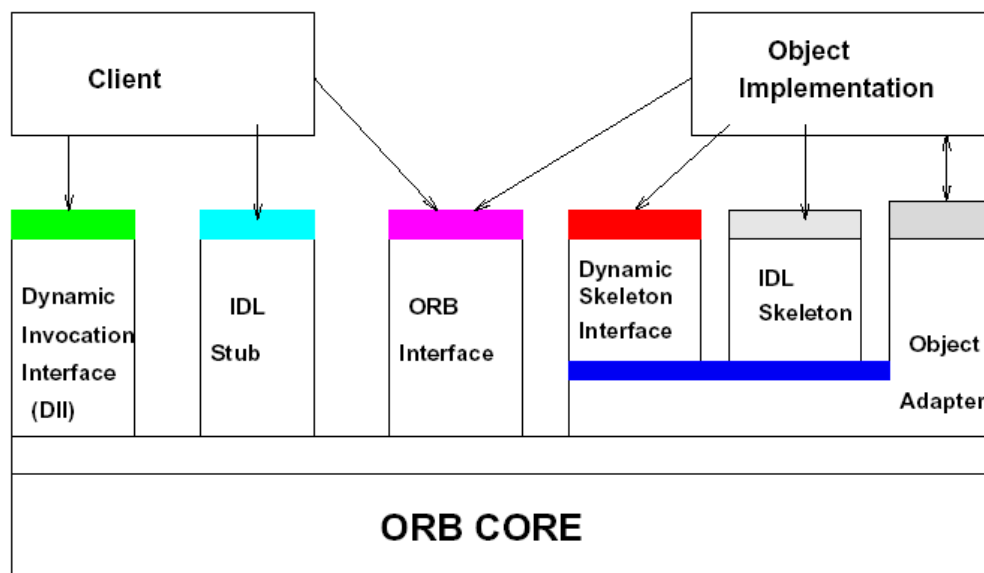 Client
Object
Implementation
Dynamic
Invocation
Interface
(DII)
IDL
Stub
ORB
Interface
Dynamic
Skeleton
Interface
IDL
Skeleton
Object
Adapter
ORB CORE